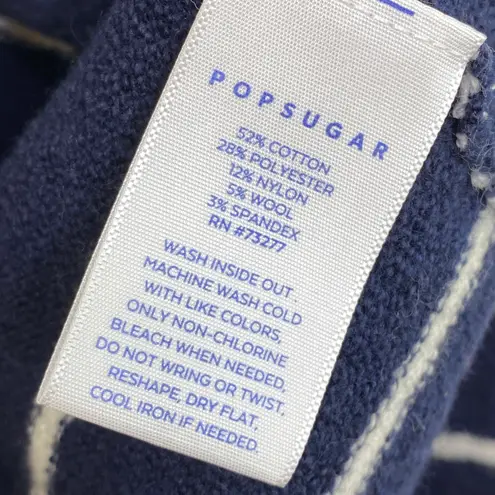 POPSUGAR
52% COTTON
28% POLYESTER
12% NYLON
5% WOOL
3% SPANDEX
RN #73277
WASH INSIDE OUT.
MACHINE WASH COLD
WITH LIKE COLORS,
ONLY NON-CHLORINE
BLEACH WHEN NEEDED,
DO NOT WRING OR TWIST,
RESHAPE, DRY FLAT,
COOL IRON IF NEEDED.